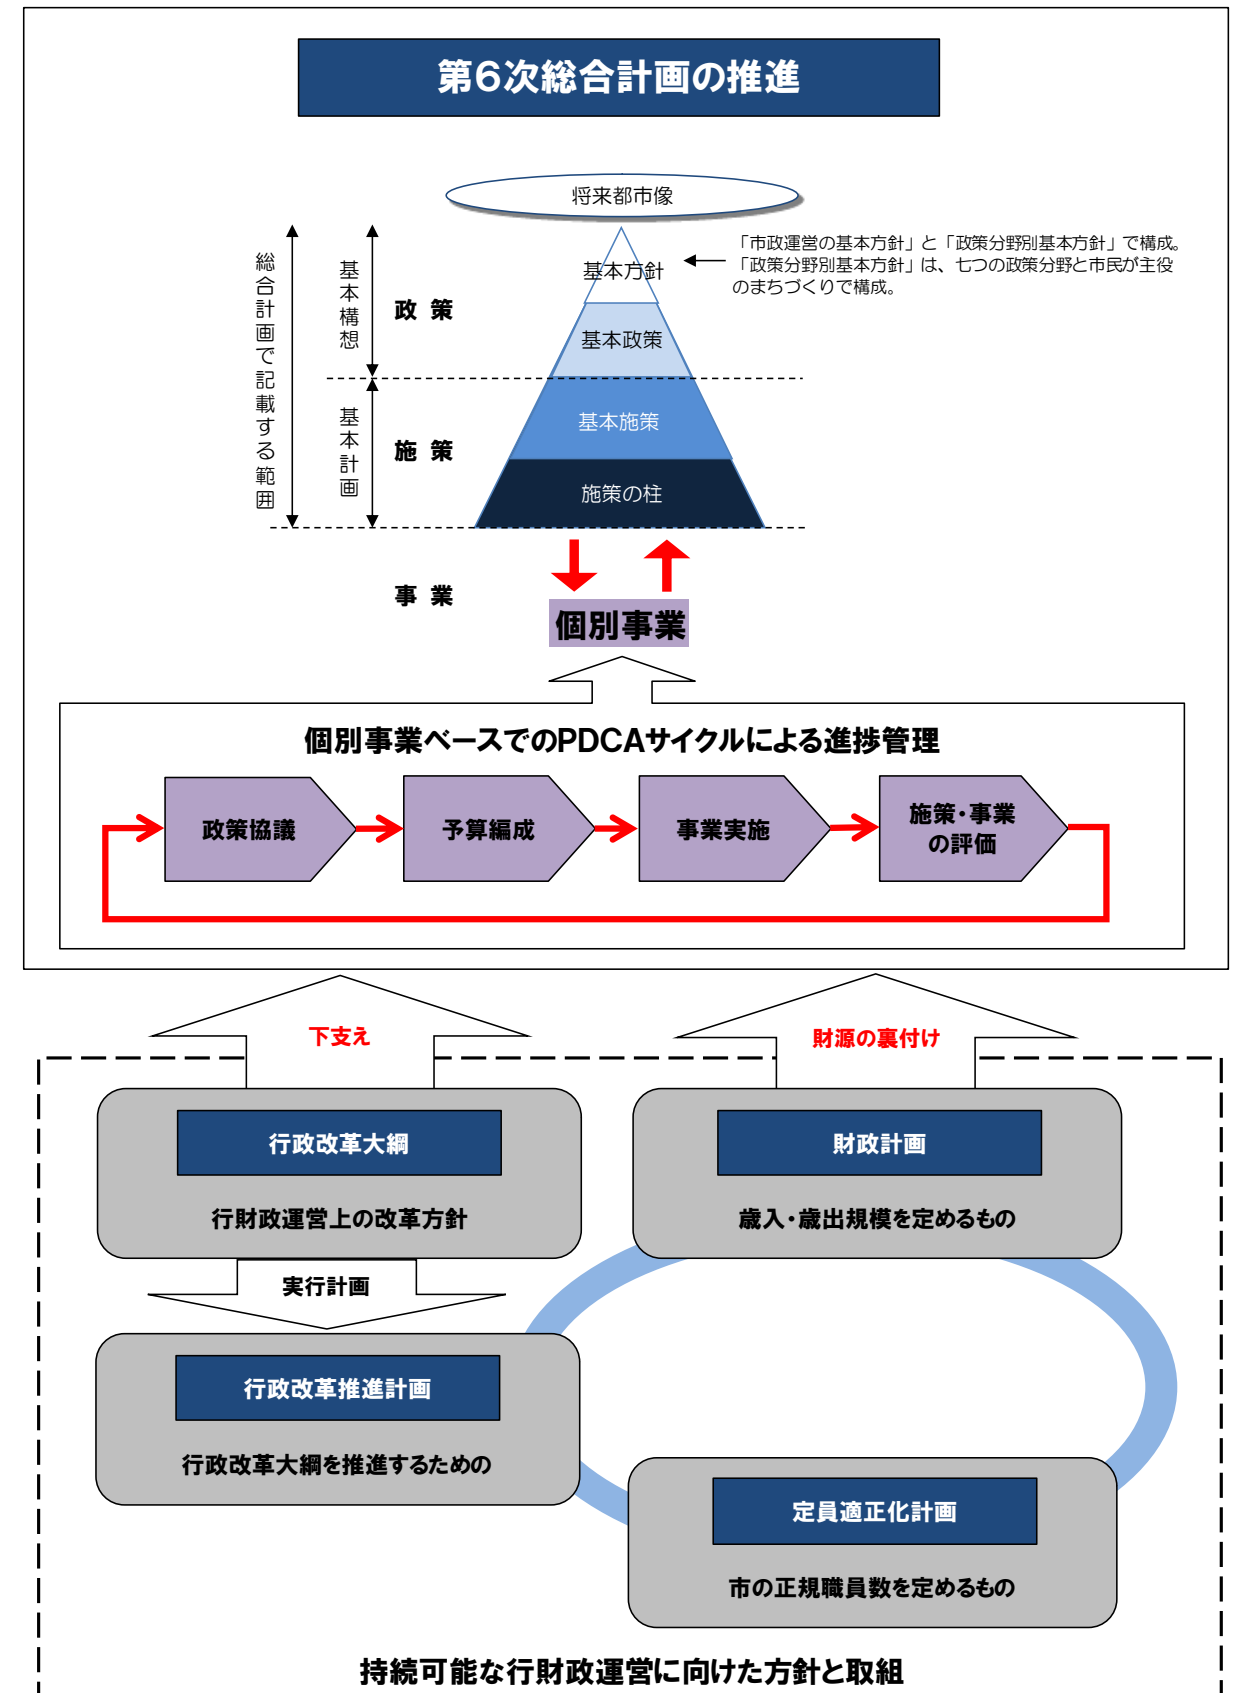 第6次総合計画の推進
将来都市像
「市政運営の基本方針」と「政策分野別基本方針」で構成。
「政策分野別基本方針」は、七つの政策分野と市民が主役
のまちづくりで構成。
総合計画で記載する範囲
基本構想
政策
基本方針
基本政策
基本計画
施策
基本施策
施策の柱
事業
個別事業
個別事業ベースでのPDCAサイクルによる進捗管理
政策協議
予算編成
事業実施
施策・事業
の評価
下支え
財源の裏付け
行政改革大綱
行財政運営上の改革方針
財政計画
歳入・歳出規模を定めるもの
実行計画
行政改革推進計画
行政改革大綱を推進するための
定員適正化計画
市の正規職員数を定めるもの
持続可能な行財政運営に向けた方針と取組